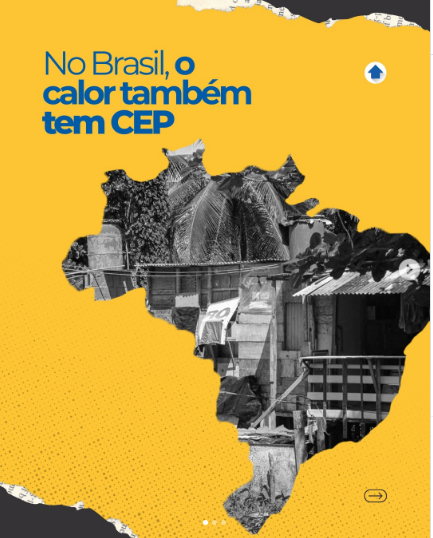 No Brasil, o
calor também
tem CEP